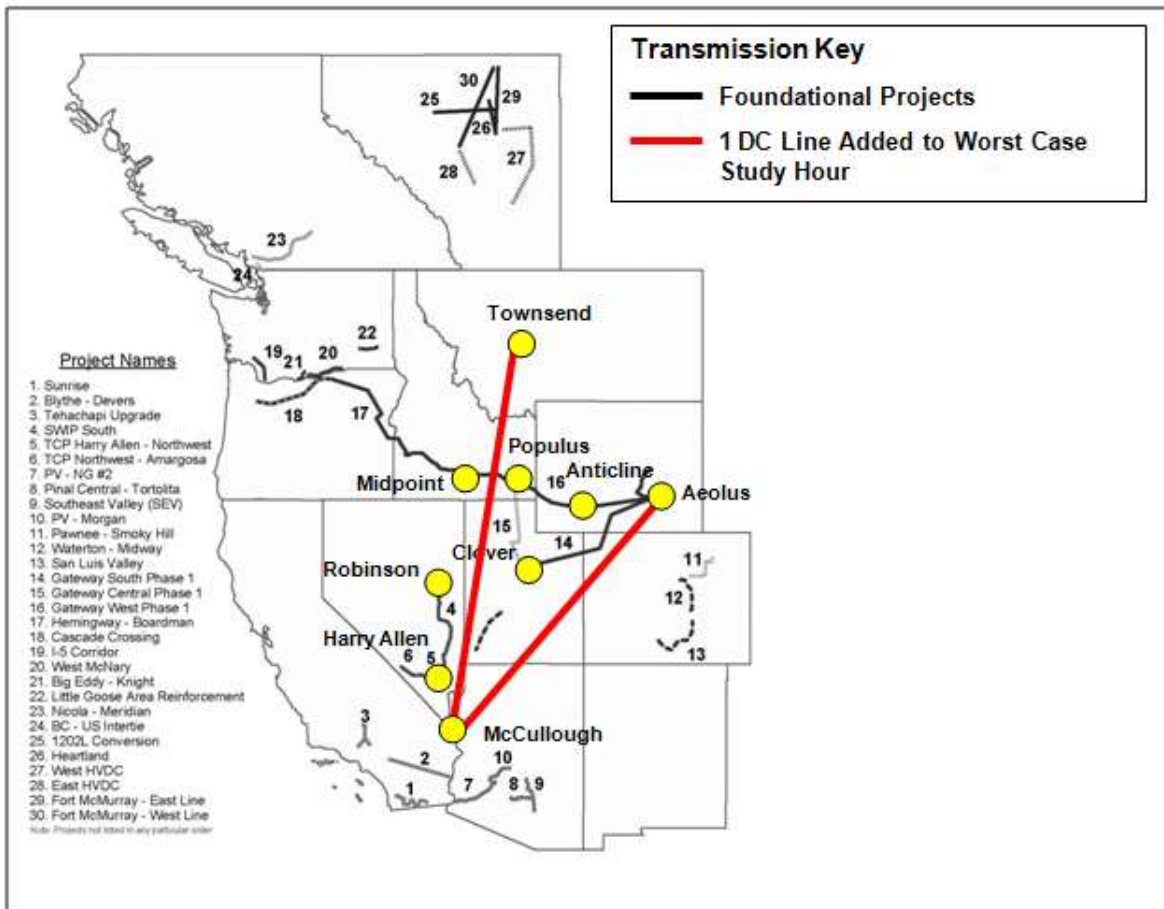 Transmission Key
Foundational Projects
1 DC Line Added to Worst Case
Study Hour
30
25
29
26
27
28
23
24
Townsend
22
19
21
20
Project Names
1. Sunrise
2. Blythe - Devers
3. Tehachapi Upgrade
4. SWIP South
5. TCP Harry Allen - Northwest
6. TCP Northwest - Amargosa
7. PV - NG #2
8. Pinal Central - Tortolita
9. Southeast Valley (SEV)
10. PV - Morgan
11. Pawnee - Smoky Hill
12. Waterton - Midway
13. San Luis Valley
14. Gateway South Phase 1
15. Gateway Central Phase 1
16. Gateway West Phase 1
17. Hemingway - Boardman
18. Cascade Crossing
19. I-5 Corridor
20. West McNary
21. Big Eddy - Knight
22. Little Goose Area Reinforcement
23. Nicola - Meridian
24. BC - US Intertie
25. 1202L Conversion
26. Heartland
27. West HVDC
28. East HVDC
29. Fort McMurray - East Line
30. Fort McMurray - West Line
Note: Projects not listed in any particular order
18
17
Populus
Midpoint
16
Anticline
Aeolus
15
14
Clover
11
12
13
Robinson
4
Harry Allen
6
5
McCullough
3
2
10
1
7
8
9